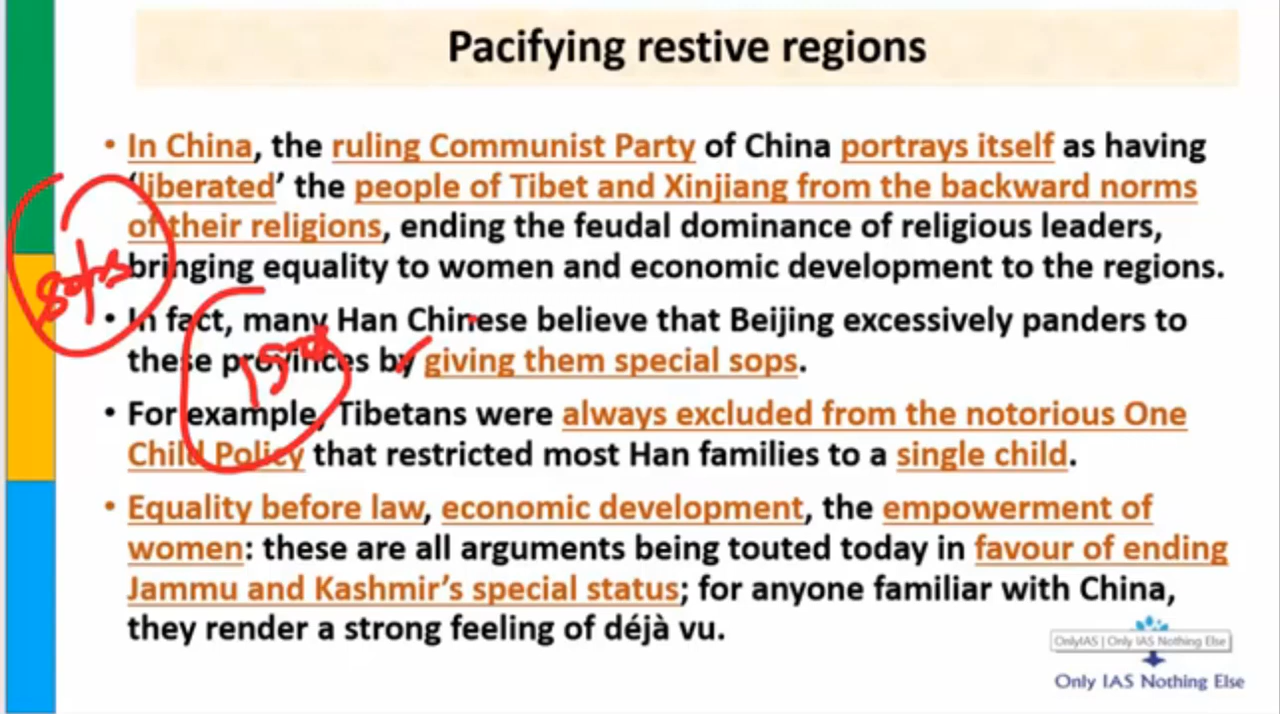 Pacifying restive regions
• In China, the ruling Communist Party of China portrays itself as having
‘liberated’ the people of Tibet and Xinjiang from the backward norms
of their religions, ending the feudal dominance of religious leaders,
bringing equality to women and economic development to the regions.
• In fact, many Han Chinese believe that Beijing excessively panders to
these provinces by giving them special sops.
• For example, Tibetans were always excluded from the notorious One
Child Policy that restricted most Han families to a single child.
• Equality before law, economic development, the empowerment of
women: these are all arguments being touted today in favour of ending
Jammu and Kashmir’s special status; for anyone familiar with China,
they render a strong feeling of déjà vu.
sops
OnlyIAS | Only IAS Nothing Else
Only IAS Nothing Else